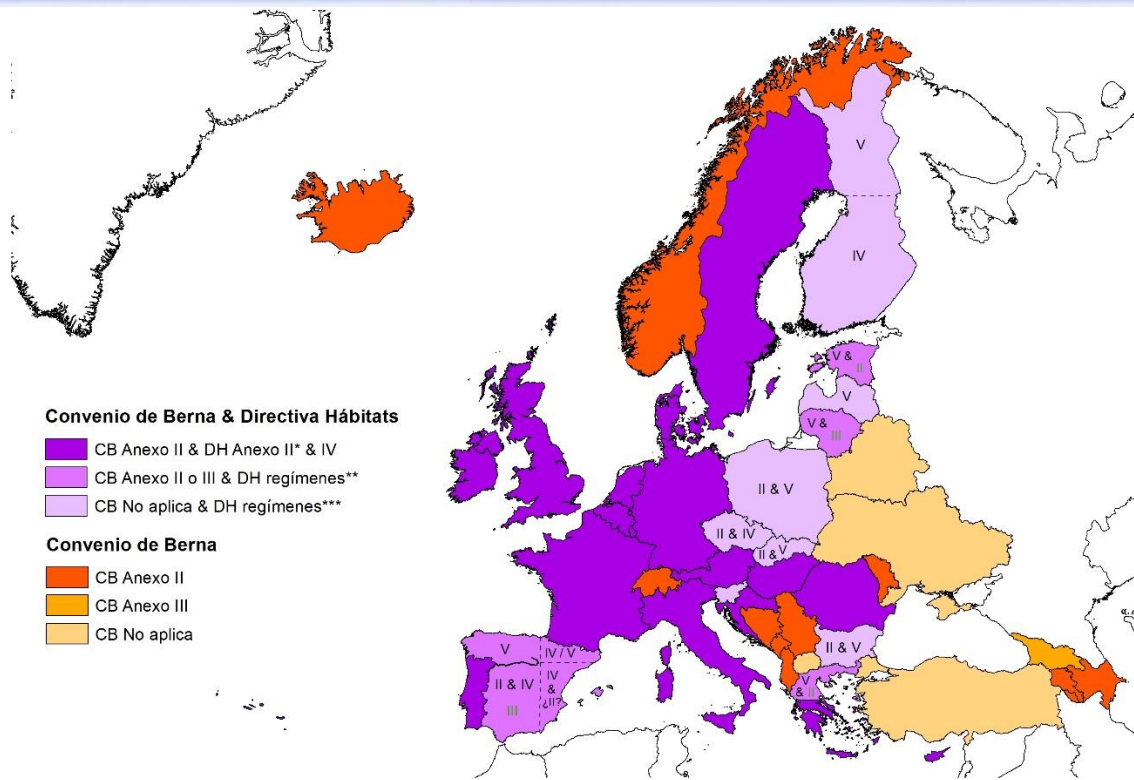 V
IV
V & II
V
V &
III
Convenio de Berna & Directiva Hábitats
CB Anexo II & DH Anexo II* & IV
CB Anexo II o III & DH regímenes**
CB No aplica & DH regímenes***
Convenio de Berna
CB Anexo II
CB Anexo III
CB No aplica
II & V
II & IV
II & V
V
IV / V
II & IV
III
IV
&
¿II?
II & V
V
& II